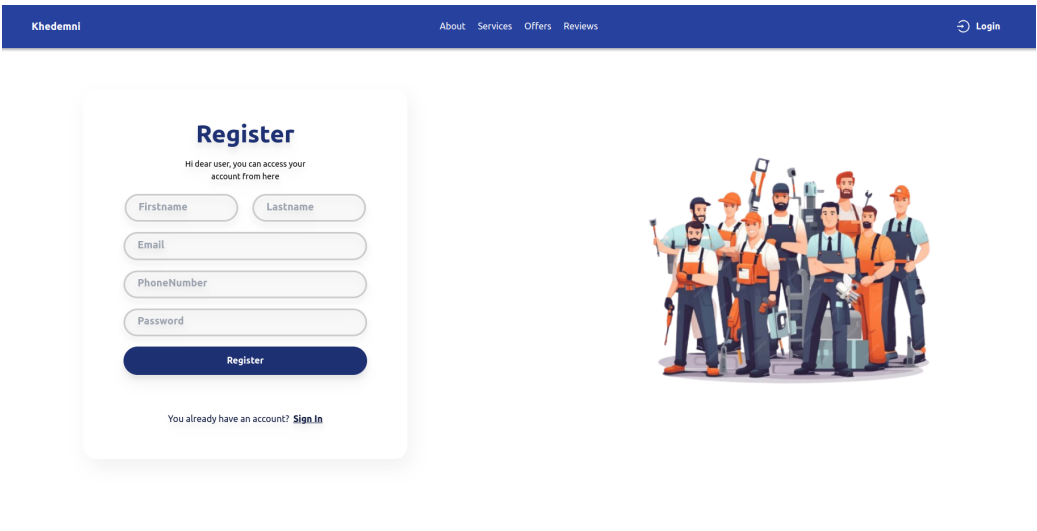 Khedemni
About Services Offers Reviews
Login
Register
Hi dear user, you can access your
account from here
Firstname
Lastname
Email
PhoneNumber
Password
Register
You already have an account? Sign In